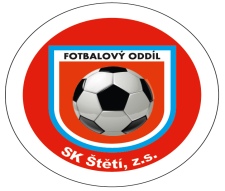 FOTBALOVÝ ODDÍL
SK Štětí, z.s.